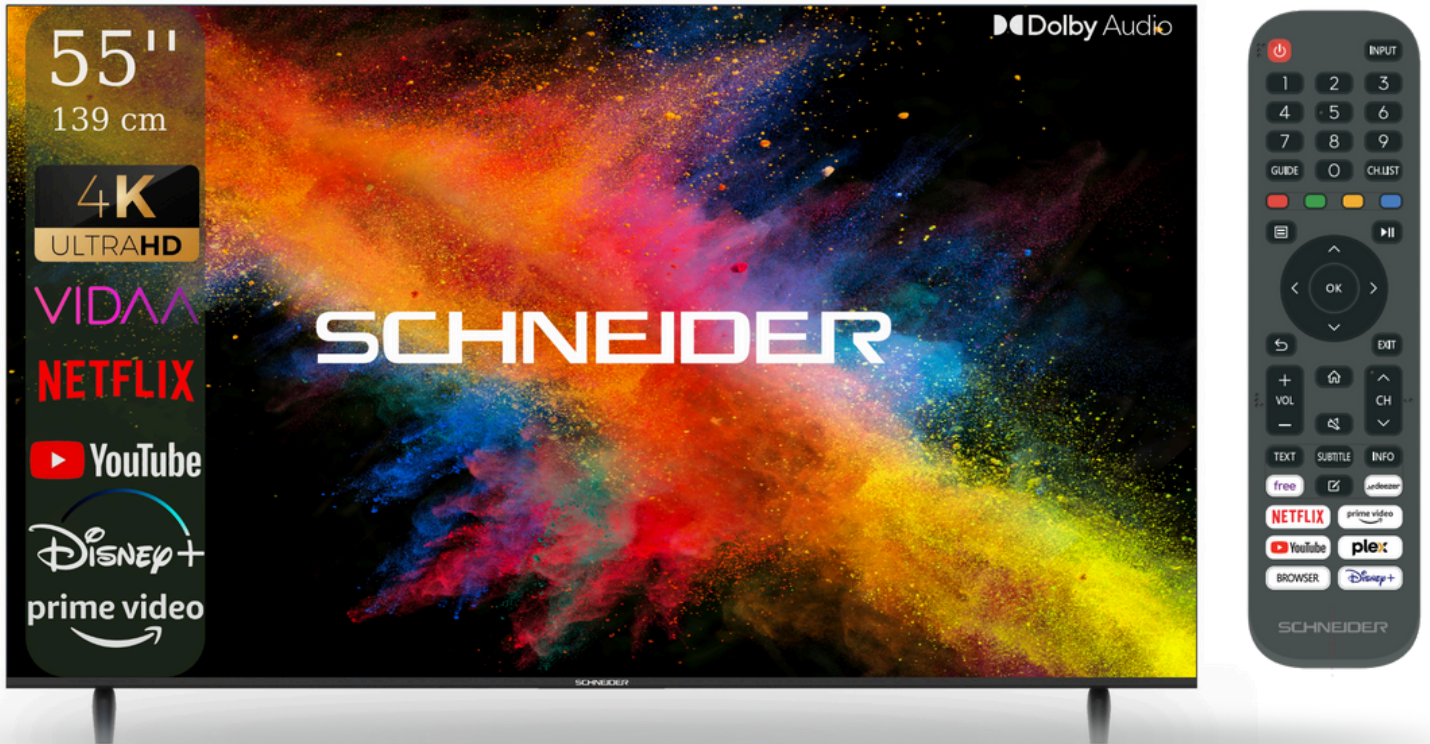 55''
139 cm
4K
ULTRAHD
VIDAA
NETFLIX
YouTube
Disney+
prime video
Dolby Audio
SCHNEIDER
SCHNEIDER
INPUT
1 2 3
4 5 6
7 8 9
GUIDE 0 CH.LIST
OK
EXIT
+
VOL CH
−
TEXT SUBTITLE INFO
free deezer
NETFLIX prime video
YouTube plex
BROWSER Disney+
SCHNEIDER